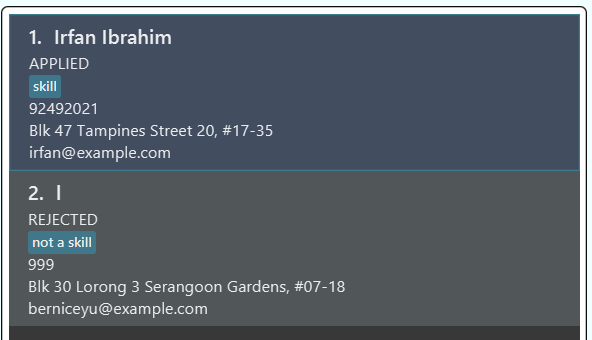 1. Irfan Ibrahim
APPLIED
skill
92492021
Blk 47 Tampines Street 20, #17-35
irfan@example.com
2. l
REJECTED
not a skill
999
Blk 30 Lorong 3 Serangoon Gardens, #07-18
berniceyu@example.com